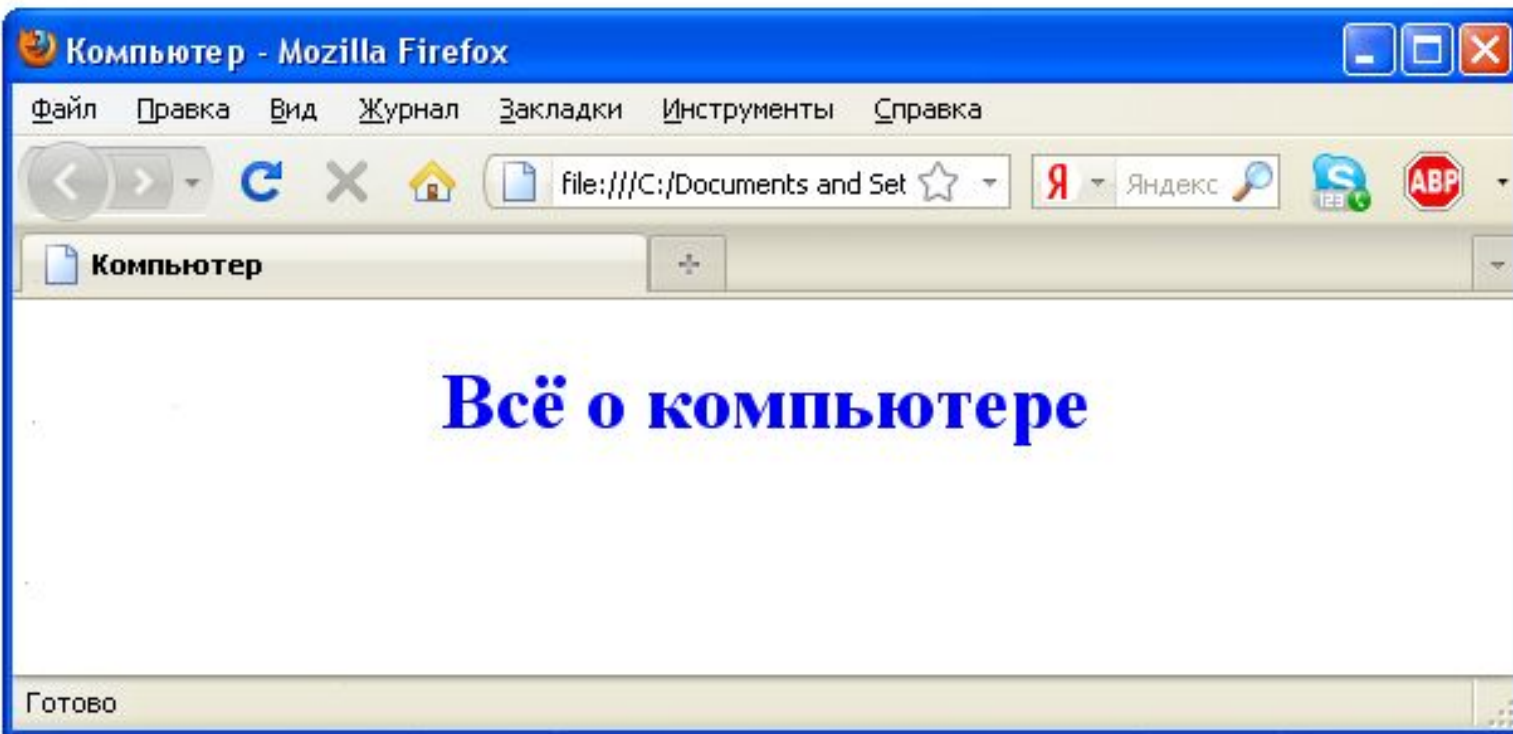 Компьютер - Mozilla Firefox
Файл Правка Вид Журнал Закладки Инструменты Справка
file:///C:/Documents and Set Я Яндекс S 123 ABP
Компьютер
Всё о компьютере
Готово